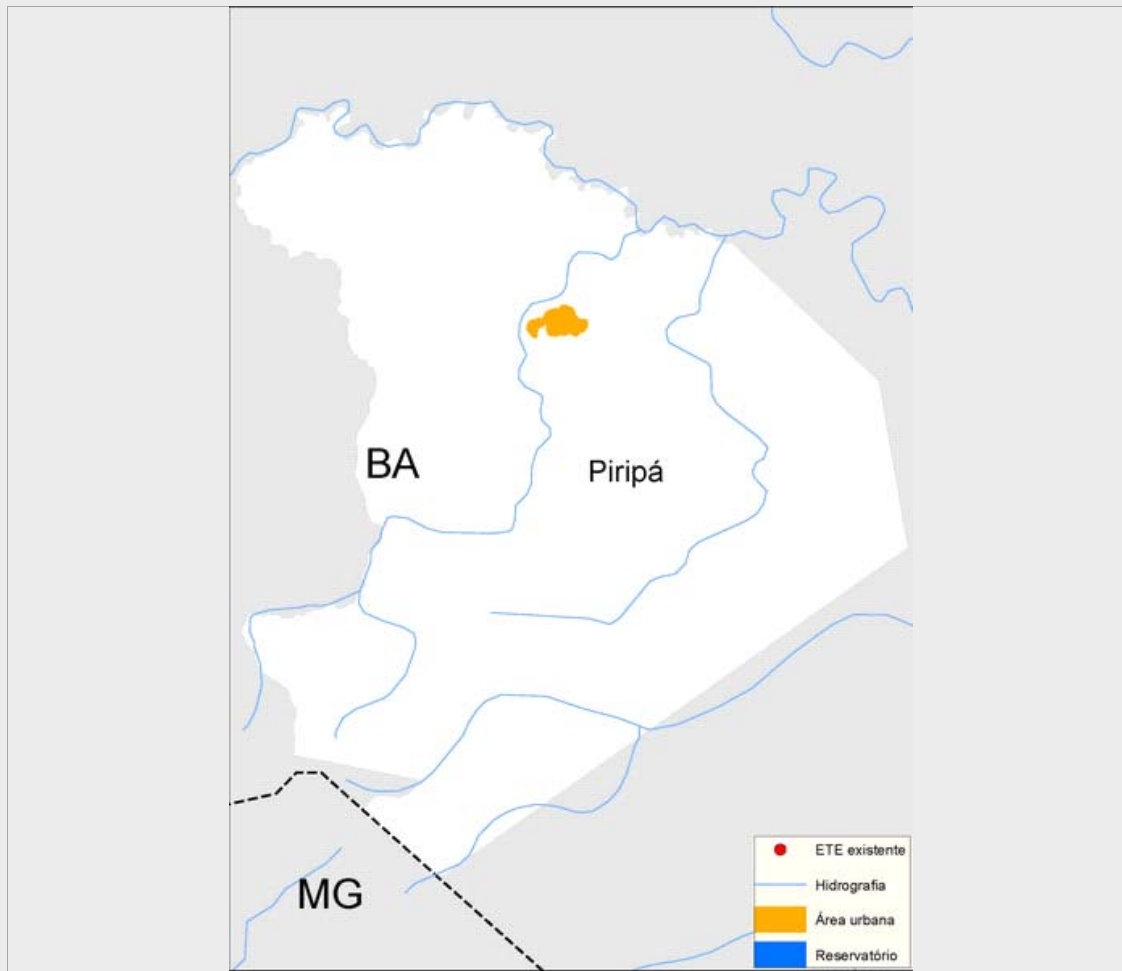 BA
Piripá
MG
ETE existente
Hidrografia
Área urbana
Reservatório